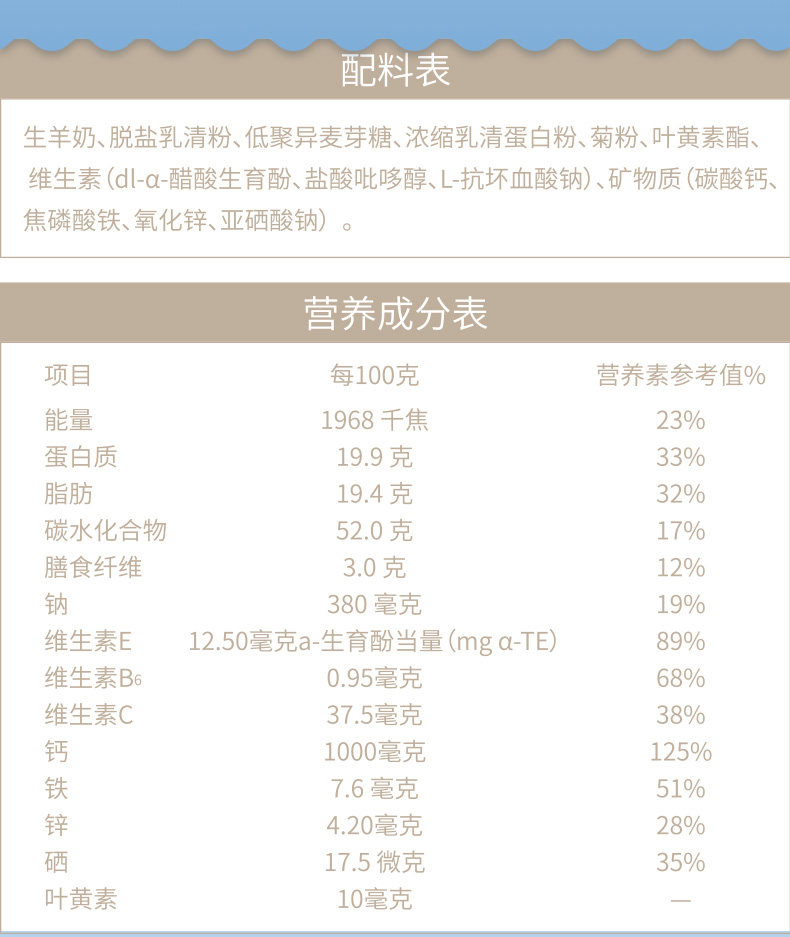 配料表
生羊奶、脱盐乳清粉、低聚异麦芽糖、浓缩乳清蛋白粉、菊粉、叶黄素酯、
维生素（dl-α-醋酸生育酚、盐酸吡哆醇、L-抗坏血酸钠）、矿物质（碳酸钙、
焦磷酸铁、氧化锌、亚硒酸钠）。
营养成分表
项目 每100克 营养素参考值%
能量 1968 千焦 23%
蛋白质 19.9 克 33%
脂肪 19.4 克 32%
碳水化合物 52.0 克 17%
膳食纤维 3.0 克 12%
钠 380 毫克 19%
维生素E 12.50毫克a-生育酚当量（mg α-TE） 89%
维生素B6 0.95毫克 68%
维生素C 37.5毫克 38%
钙 1000毫克 125%
铁 7.6 毫克 51%
锌 4.20毫克 28%
硒 17.5 微克 35%
叶黄素 10毫克 —